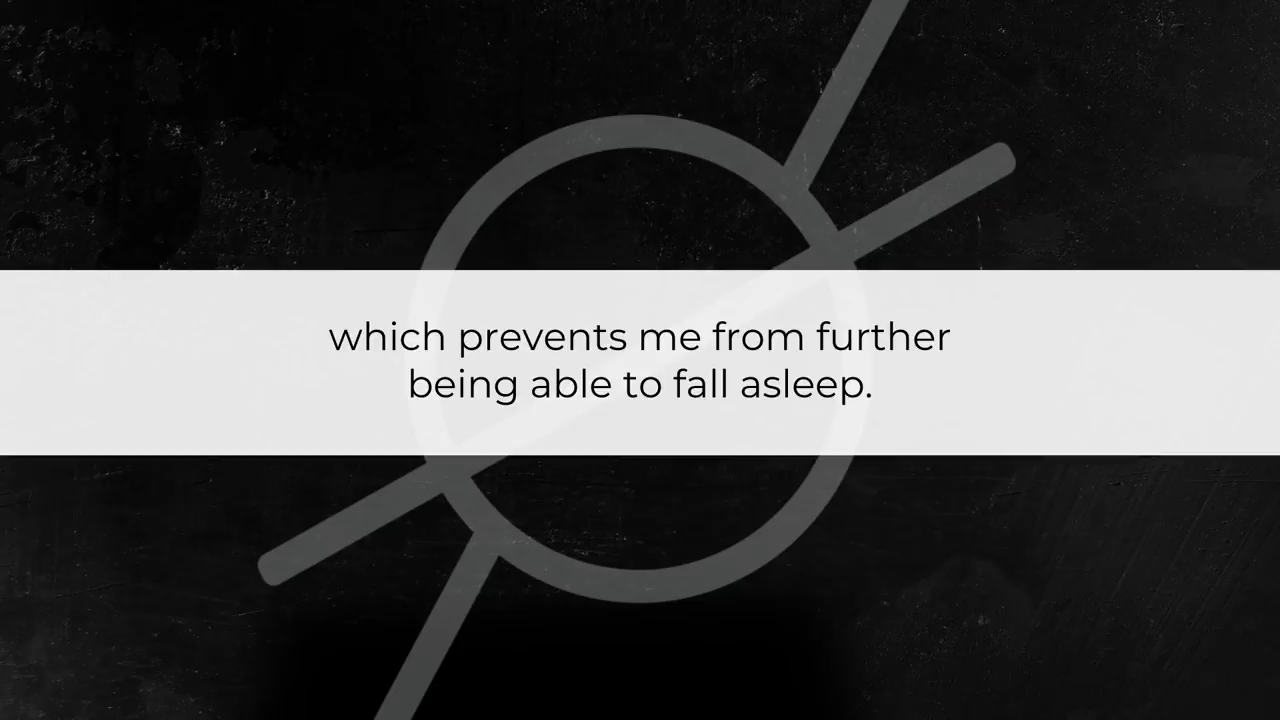 which prevents me from further
being able to fall asleep.